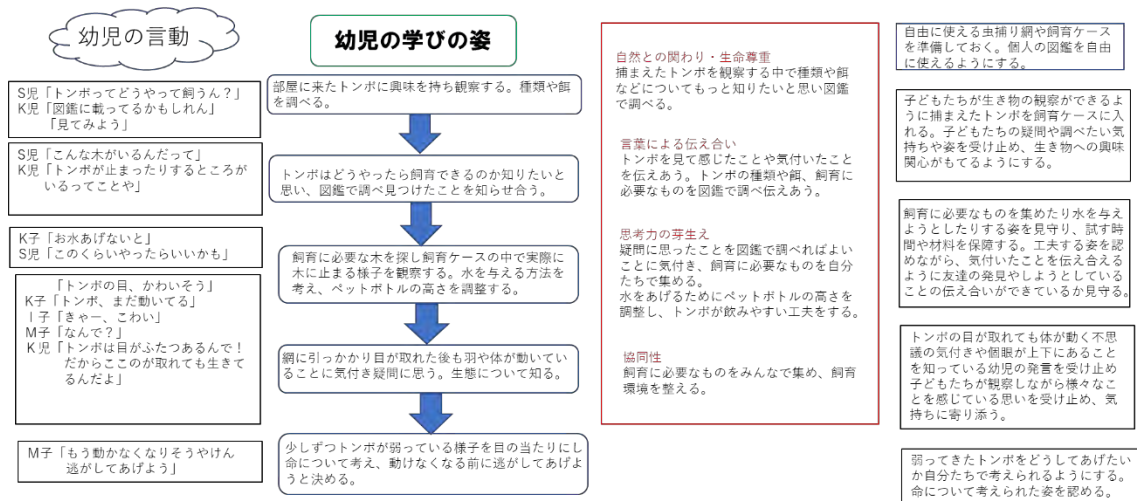 幼児の言動
S児「トンボってどうやって飼うん？」
K児「図鑑に載ってるかもしれん」
「見てみよう」
S児「こんな木がいるんだって」
K児「トンボが止まったりするところが
いるってことや」
K子「お水あげないと」
S児「このくらいやったらいいかも」
「トンボの目、かわいそう」
K子「トンボ、まだ動いてる」
I子「きゃー、こわい」
M子「なんで？」
K児「トンボは目がふたつあるんで！
だからここのが取れても生きて
るんだよ」
M子「もう動かなくなりそうやけん
逃がしてあげよう」
幼児の学びの姿
部屋に来たトンボに興味を持ち観察する。種類や餌
を調べる。
トンボはどうやったら飼育できるのか知りたいと
思い、図鑑で調べ見つけたことを知らせ合う。
飼育に必要な木を探し飼育ケースの中で実際に
木に止まる様子を観察する。水を与える方法を
考え、ペットボトルの高さを調整する。
網に引っかかり目が取れた後も羽や体が動いてい
ることに気付き疑問に思う。生態について知る。
少しずつトンボが弱っている様子を目の当たりにし
命について考え、動けなくなる前に逃がしてあげよ
うと決める。
自然との関わり・生命尊重
捕まえたトンボを観察する中で種類や餌
などについてもっと知りたいと思い図鑑
で調べる。
言葉による伝え合い
トンボを見て感じたことや気付いたこと
を伝えあう。トンボの種類や餌、飼育に
必要なものを図鑑で調べ伝えあう。
思考力の芽生え
疑問に思ったことを図鑑で調べればよい
ことに気付き、飼育に必要なものを自分
たちで集める。
水をあげるためにペットボトルの高さを
調整し、トンボが飲みやすい工夫をする。
協同性
飼育に必要なものをみんなで集め、飼育
環境を整える。
自由に使える虫捕り網や飼育ケース
を準備しておく。個人の図鑑を自由
に使えるようにする。
子どもたちが生き物の観察ができるよ
うに捕まえたトンボを飼育ケースに入
れる。子どもたちの疑問や調べたい気
持ちや姿を受け止め、生き物への興味
関心がもてるようにする。
飼育に必要なものを集めたり水を与え
ようとしたりする姿を見守り、試す時
間や材料を保障する。工夫する姿を認
めながら、気付いたことを伝え合える
ように友達の発見やしようとしている
ことの伝え合いができているか見守る。
トンボの目が取れても体が動く不思
議の気付きや個眼が上下にあること
を知っている幼児の発言を受け止め
子どもたちが観察しながら様々なこ
とを感じている思いを受け止め、気
持ちに寄り添う。
弱ってきたトンボをどうしてあげたい
か自分たちで考えられるようにする。
命について考えられた姿を認める。